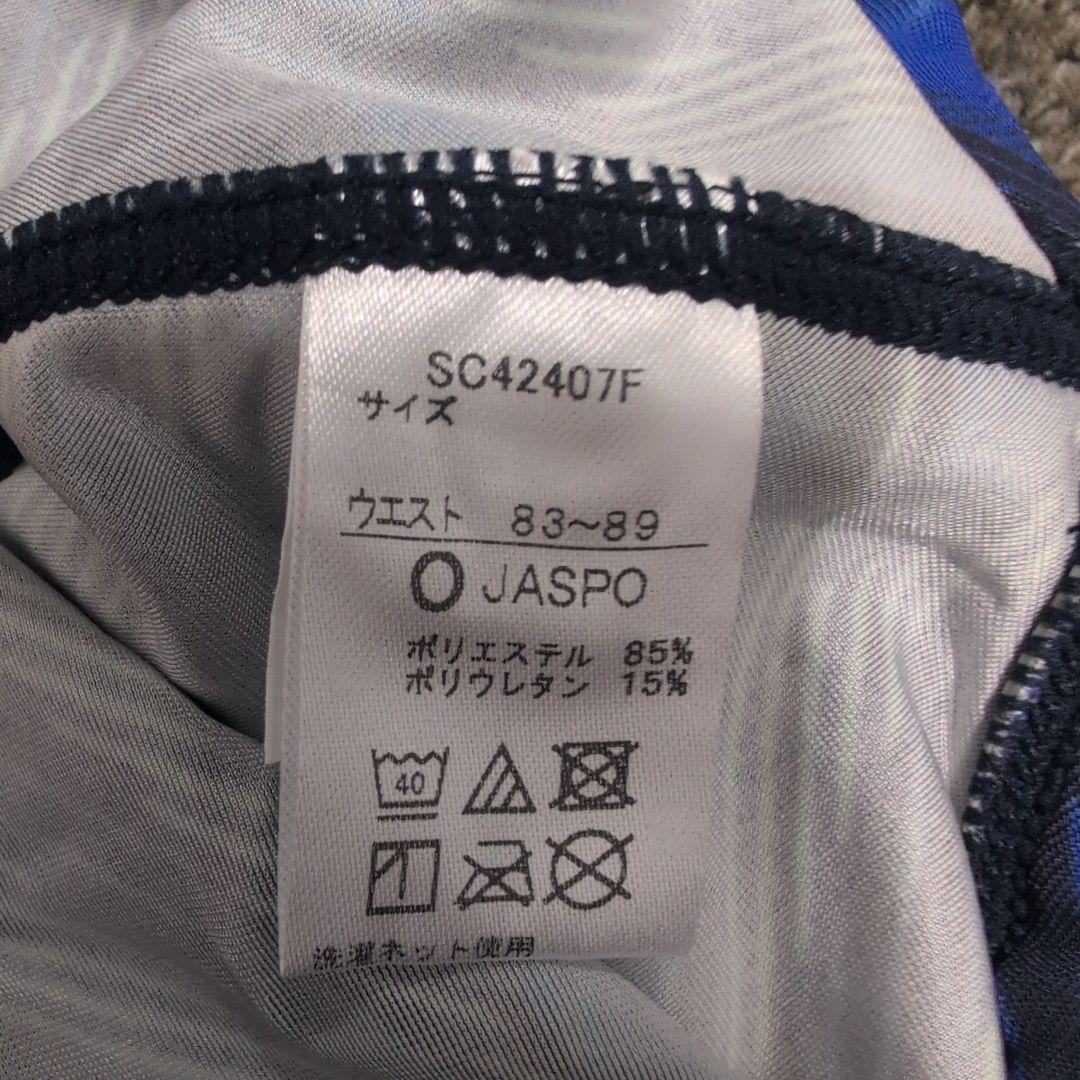 SC42407F
サイズ
ウエスト 83~89
O JASPO
ポリエステル 85%
ポリウレタン 15%
40
洗濯ネット使用